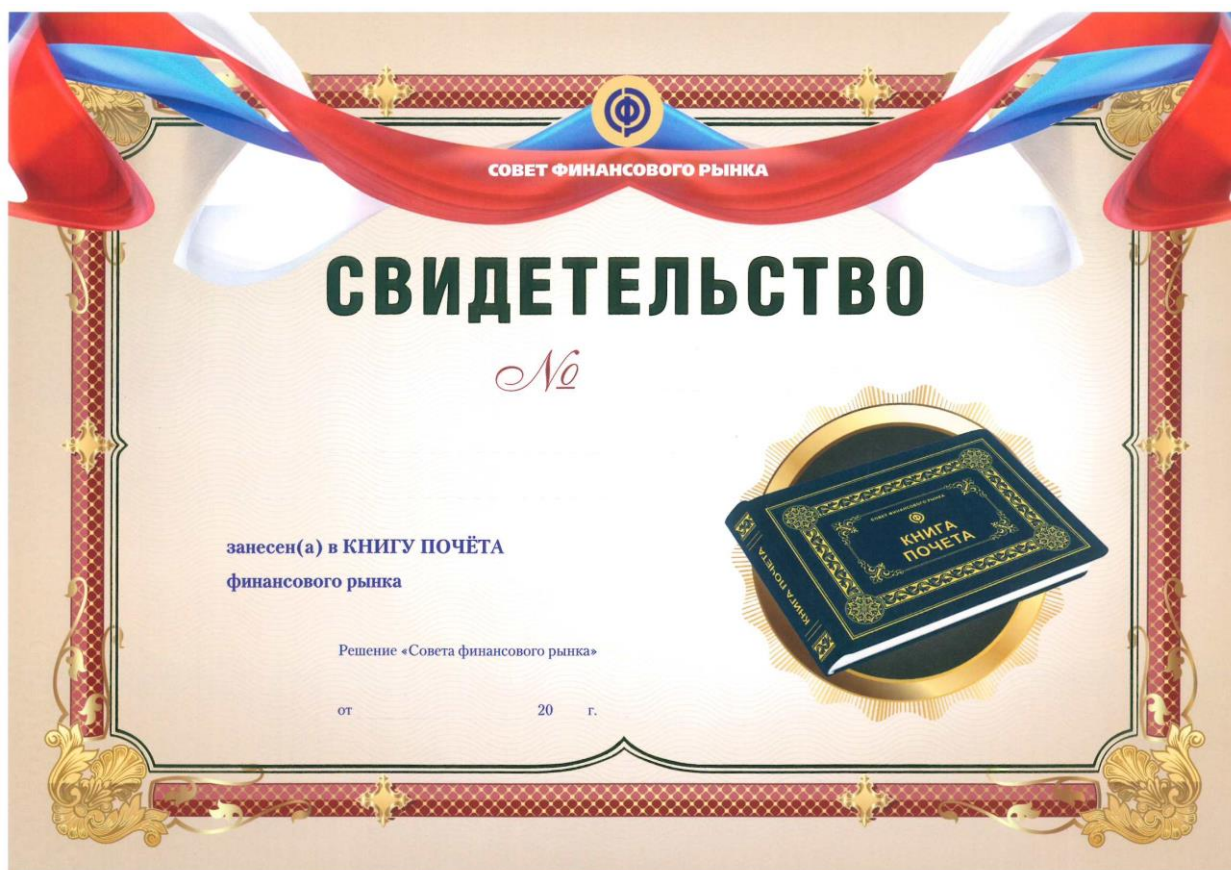 СОВЕТ ФИНАНСОВОГО РЫНКА
СВИДЕТЕЛЬСТВО
№
СОВЕТ ФИНАНСОВОГО РЫНКА
КНИГА
ПОЧЕТА
КНИГА ПОЧЕТА
занесен(а) в КНИГУ ПОЧЁТА
финансового рынка
Решение «Совета финансового рынка»
от 20 г.